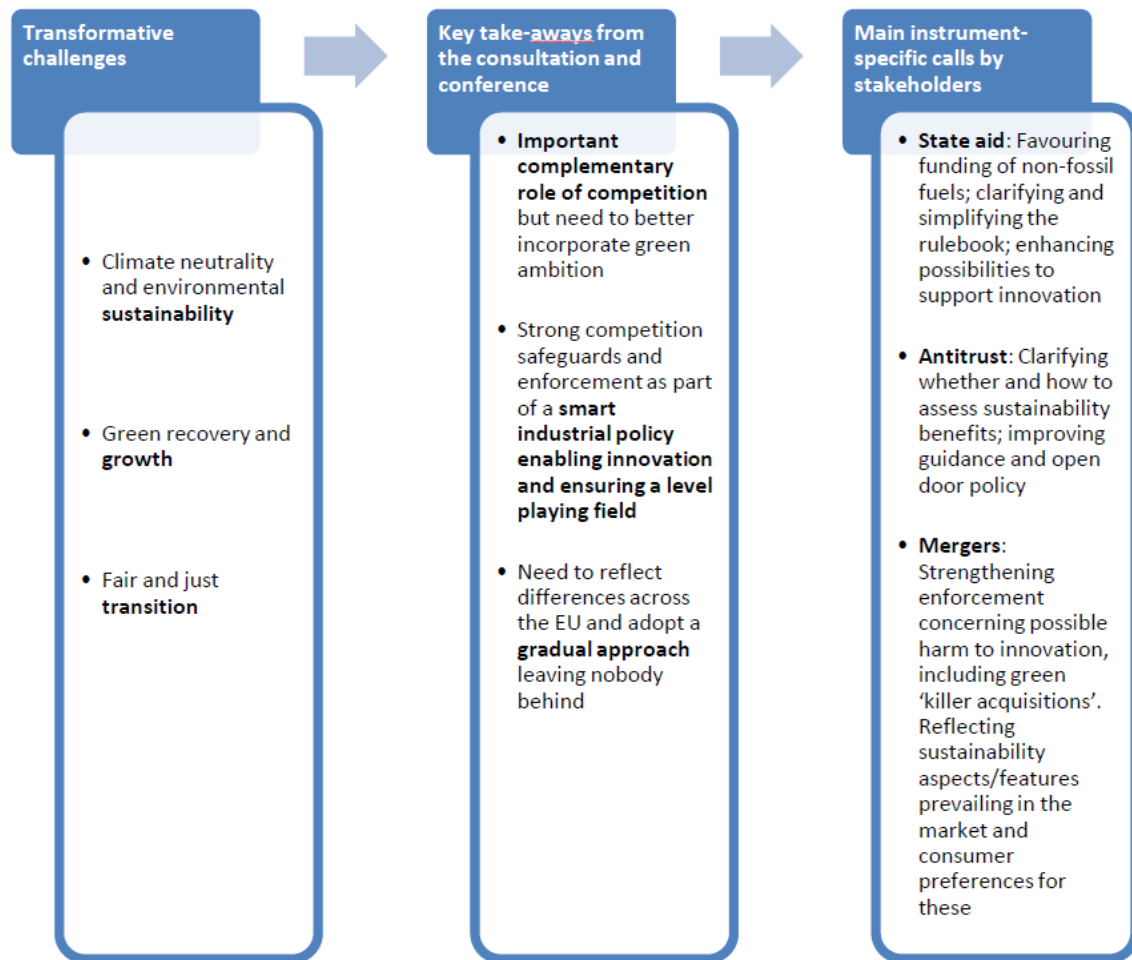 Transformative
challenges
• Climate neutrality
and environmental
sustainability
• Green recovery and
growth
• Fair and just
transition
Key take-aways from
the consultation and
conference
• Important
complementary
role of competition
but need to better
incorporate green
ambition
• Strong competition
safeguards and
enforcement as part
of a smart
industrial policy
enabling innovation
and ensuring a level
playing field
• Need to reflect
differences across
the EU and adopt a
gradual approach
leaving nobody
behind
Main instrument-
specific calls by
stakeholders
• State aid: Favouring
funding of non-fossil
fuels; clarifying and
simplifying the
rulebook; enhancing
possibilities to
support innovation
• Antitrust: Clarifying
whether and how to
assess sustainability
benefits; improving
guidance and open
door policy
• Mergers:
Strengthening
enforcement
concerning possible
harm to innovation,
including green
‘killer acquisitions’.
Reflecting
sustainability
aspects/features
prevailing in the
market and
consumer
preferences for
these